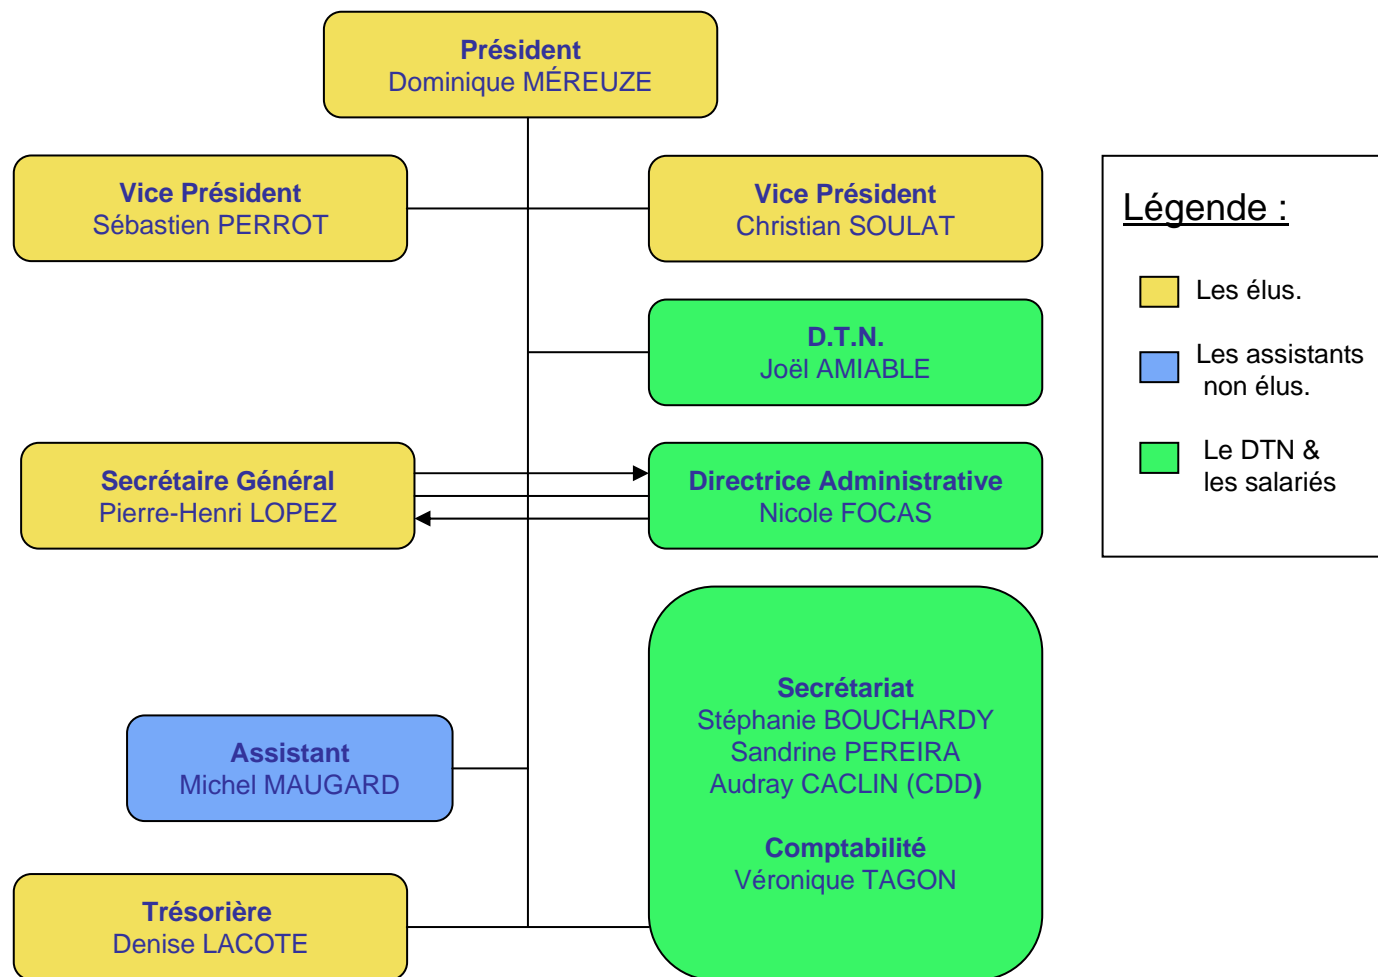 Président
Dominique MÉREUZE
Vice Président
Sébastien PERROT
Vice Président
Christian SOULAT
D.T.N.
Joël AMIABLE
Secrétaire Général
Pierre-Henri LOPEZ
Directrice Administrative
Nicole FOCAS
Secrétariat
Stéphanie BOUCHARDY
Sandrine PEREIRA
Audray CACLIN (CDD)
Comptabilité
Véronique TAGON
Assistant
Michel MAUGARD
Trésorière
Denise LACOTE
Légende :
Les élus.
Les assistants
non élus.
Le DTN &
les salariés